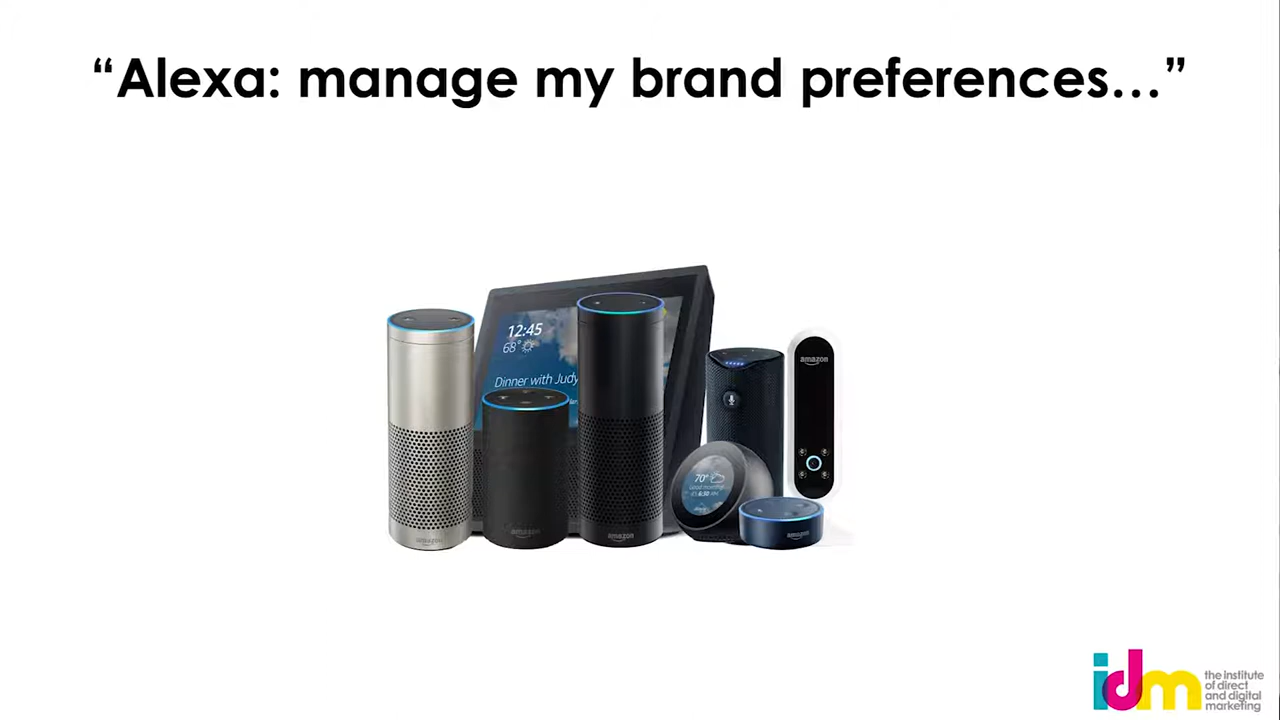 “Alexa: manage my brand preferences…”
12:45
68°
Dinner with Judy
amazon
70°
amazon
amazon
amazon
amazon
idm
the institute
of direct
and digital
marketing